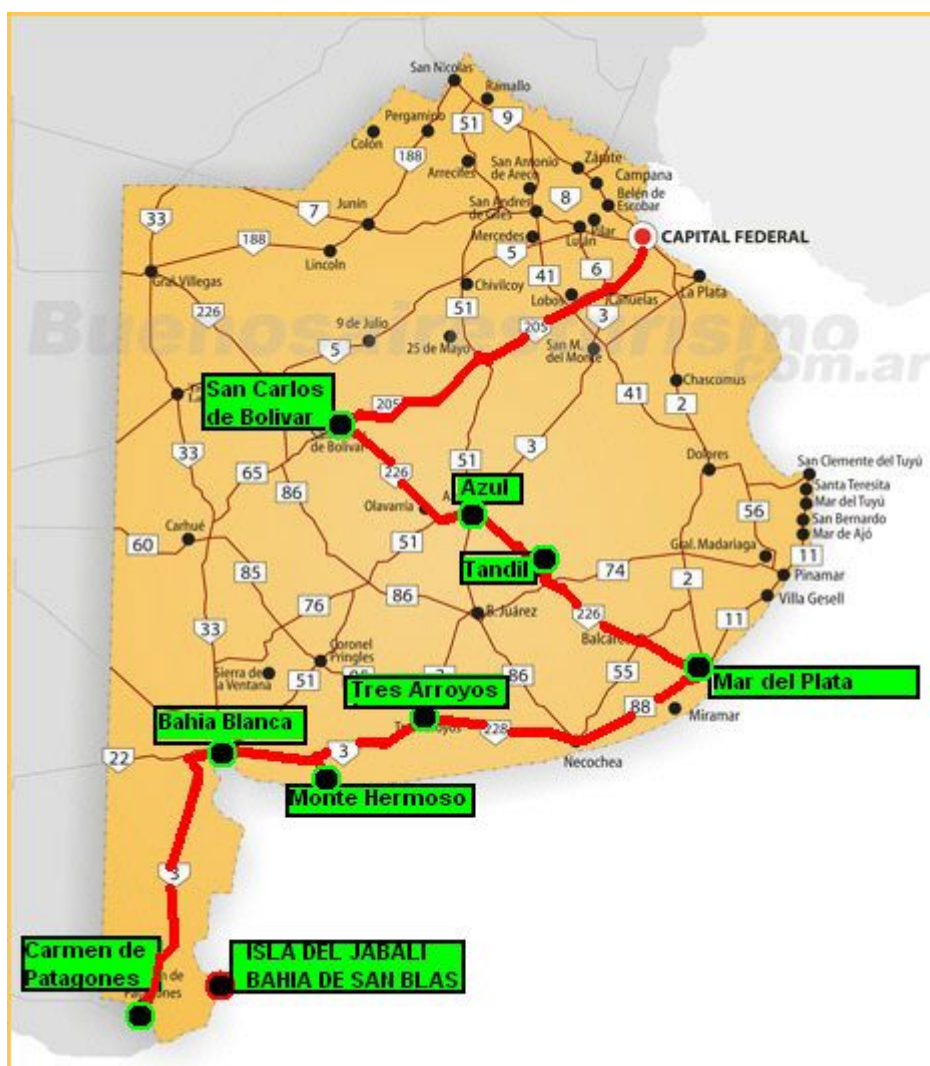 San Nicolas
Ramallo
Pergamino
51
9
Colón
188
Arrecifes
San Antonio
de Areco
Zárate
Campana
Belén de
Escobar
8
33
7
Junín
San Andres
de Giles
Pilar
Luján
Mercedes
CAPITAL FEDERAL
188
Lincoln
5
Gral. Villegas
41
6
La Plata
Chivilcoy
Lobos
Cañuelas
226
51
3
9 de Julio
205
5
25 de Mayo
San M.
del Monte
.com.ar
Chascomus
San Carlos
de Bolivar
205
41
2
de Bolivar
33
65
226
51
3
Dolores
San Clemente del Tuyú
86
Azul
Santa Teresita
Olavarria
Mar del Tuyú
56
San Bernardo
Carhué
51
Mar de Ajó
60
Gral. Madariaga
11
85
Tandil
74
2
Pinamar
76
86
Villa Gesell
B. Juárez
226
11
33
Balcarce
Coronel
Pringles
Sierra de
la Ventana
51
86
55
Mar del Plata
Tres Arroyos
Bahia Blanca
88
Miramar
228
22
3
Necochea
Monte Hermoso
3
Carmen de
Patagones
ISLA DEL JABALI
BAHIA DE SAN BLAS